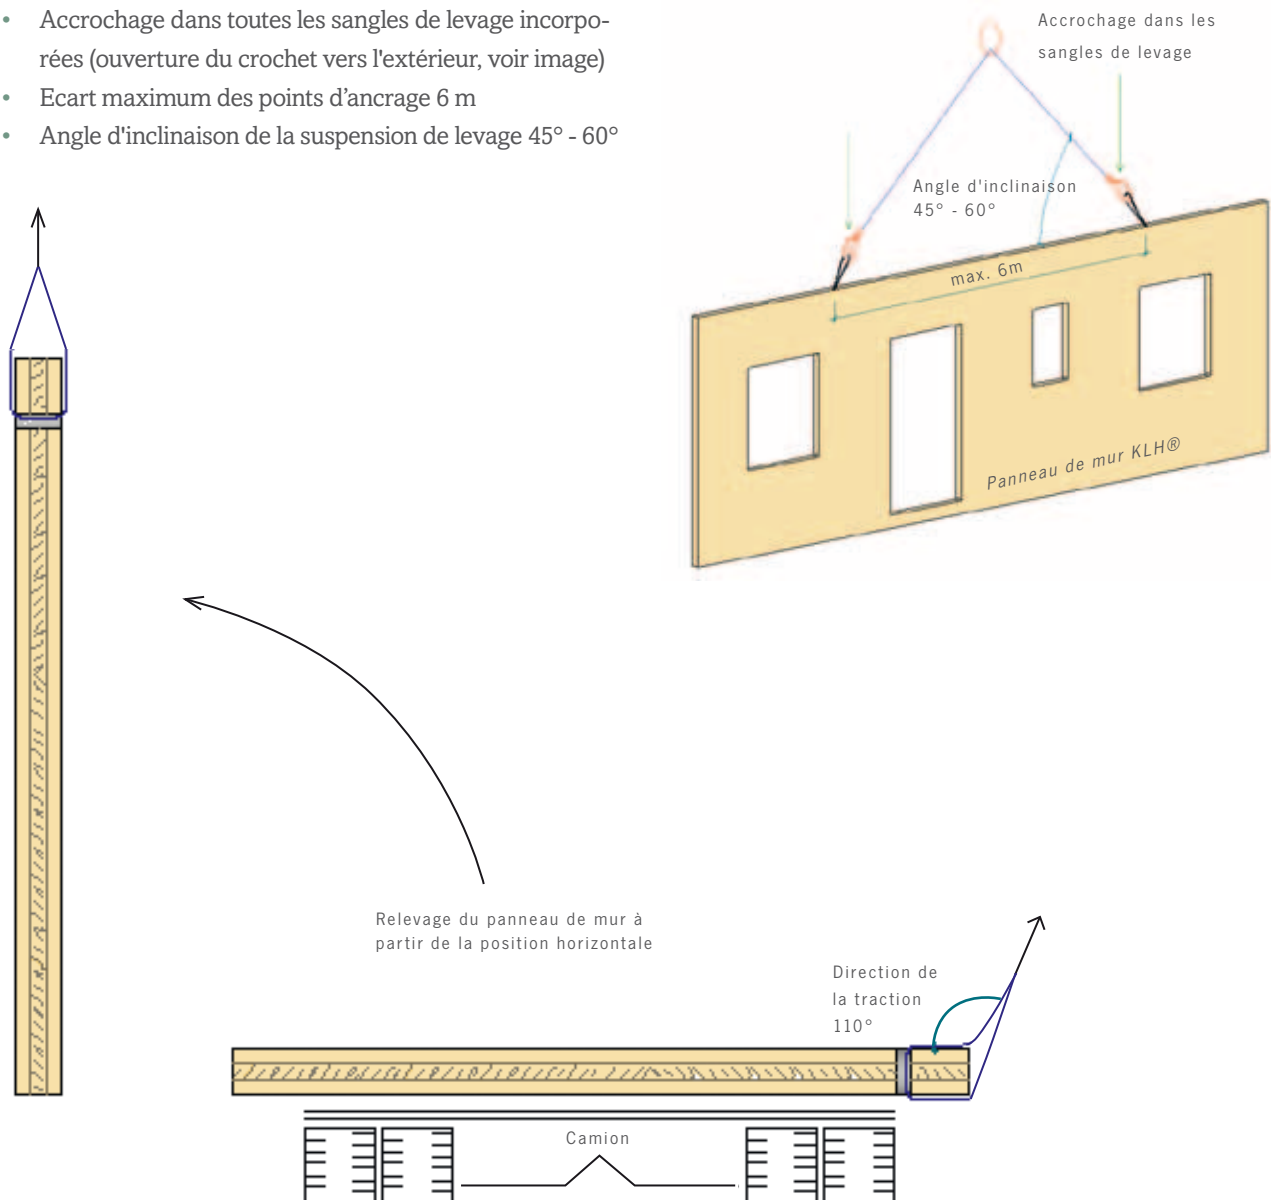 • Accrochage dans toutes les sangles de levage incorpo-
rées (ouverture du crochet vers l'extérieur, voir image)
• Ecart maximum des points d’ancrage 6 m
• Angle d'inclinaison de la suspension de levage 45° - 60°
Accrochage dans les
sangles de levage
Angle d'inclinaison
45° - 60°
max. 6m
Panneau de mur KLH®
Relevage du panneau de mur à
partir de la position horizontale
Direction de
la traction
110°
Camion